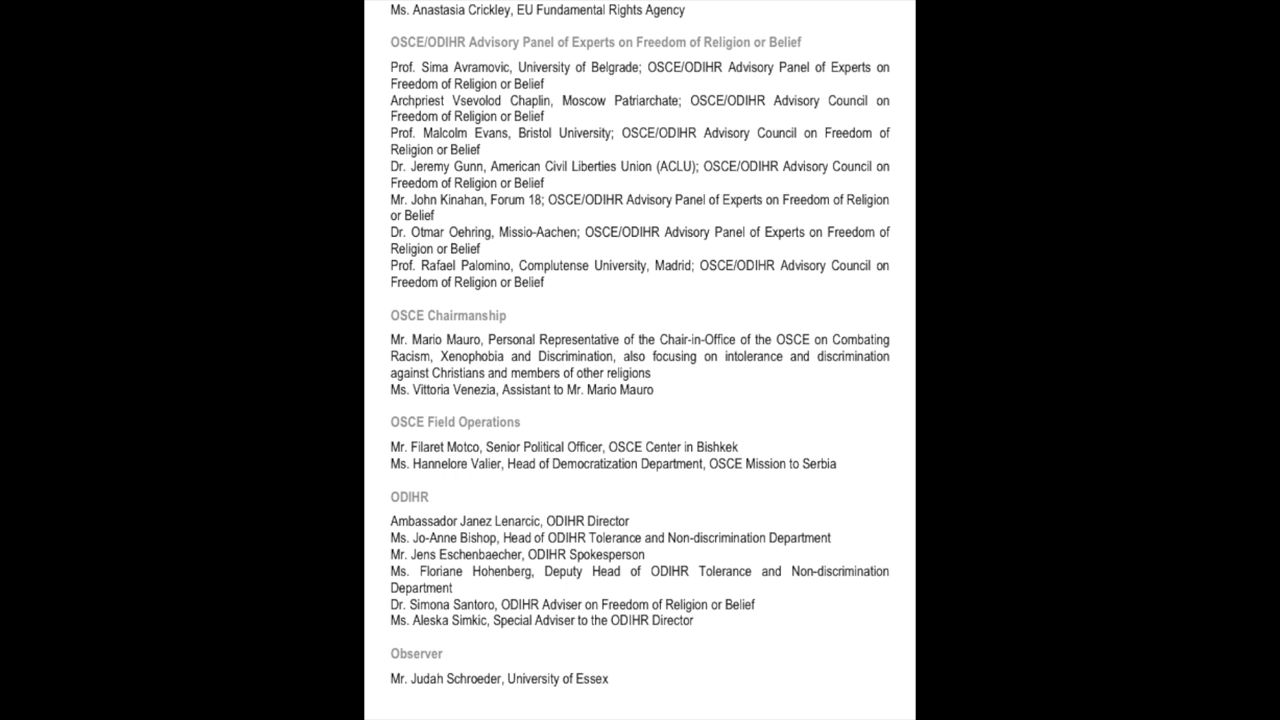 Ms. Anastasia Crickley, EU Fundamental Rights Agency
OSCE/ODIHR Advisory Panel of Experts on Freedom of Religion or Belief
Prof. Sima Avramovic, University of Belgrade; OSCE/ODIHR Advisory Panel of Experts on
Freedom of Religion or Belief
Archpriest Vsevolod Chaplin, Moscow Patriarchate; OSCE/ODIHR Advisory Council on
Freedom of Religion or Belief
Prof. Malcolm Evans, Bristol University; OSCE/ODIHR Advisory Council on Freedom of
Religion or Belief
Dr. Jeremy Gunn, American Civil Liberties Union (ACLU); OSCE/ODIHR Advisory Council on
Freedom of Religion or Belief
Mr. John Kinahan, Forum 18; OSCE/ODIHR Advisory Panel of Experts on Freedom of Religion
or Belief
Dr. Otmar Oehring, Missio-Aachen; OSCE/ODIHR Advisory Panel of Experts on Freedom of
Religion or Belief
Prof. Rafael Palomino, Complutense University, Madrid; OSCE/ODIHR Advisory Council on
Freedom of Religion or Belief
OSCE Chairmanship
Mr. Mario Mauro, Personal Representative of the Chair-in-Office of the OSCE on Combating
Racism, Xenophobia and Discrimination, also focusing on intolerance and discrimination
against Christians and members of other religions
Ms. Vittoria Venezia, Assistant to Mr. Mario Mauro
OSCE Field Operations
Mr. Filaret Motco, Senior Political Officer, OSCE Center in Bishkek
Ms. Hannelore Valier, Head of Democratization Department, OSCE Mission to Serbia
ODIHR
Ambassador Janez Lenarcic, ODIHR Director
Ms. Jo-Anne Bishop, Head of ODIHR Tolerance and Non-discrimination Department
Mr. Jens Eschenbaecher, ODIHR Spokesperson
Ms. Floriane Hohenberg, Deputy Head of ODIHR Tolerance and Non-discrimination
Department
Dr. Simona Santoro, ODIHR Adviser on Freedom of Religion or Belief
Ms. Aleska Simkic, Special Adviser to the ODIHR Director
Observer
Mr. Judah Schroeder, University of Essex